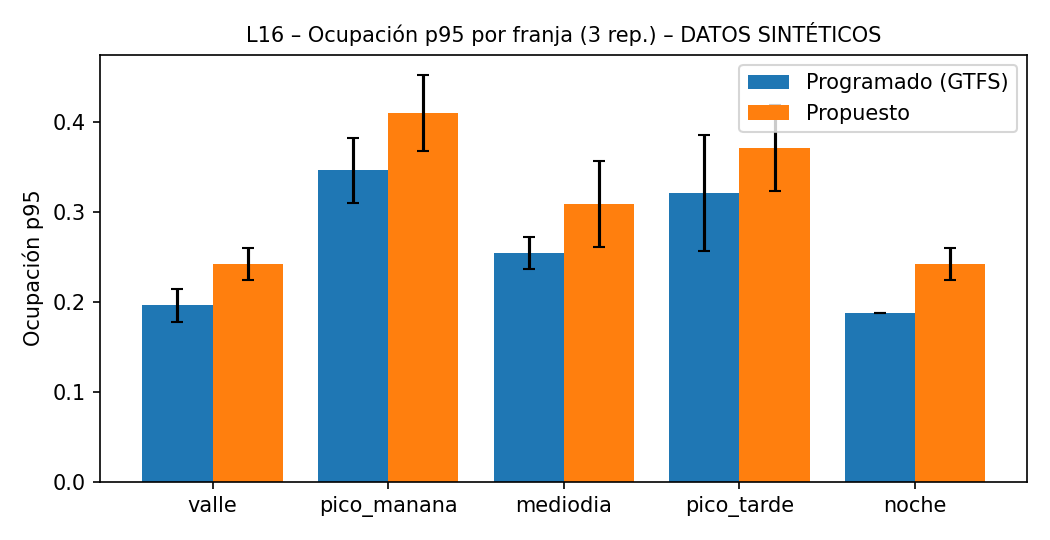 L16 – Ocupación p95 por franja (3 rep.) – DATOS SINTÉTICOS
Programado (GTFS)
Propuesto
Ocupación p95
0.4
0.3
0.2
0.1
0.0
valle pico_manana mediodia pico_tarde noche